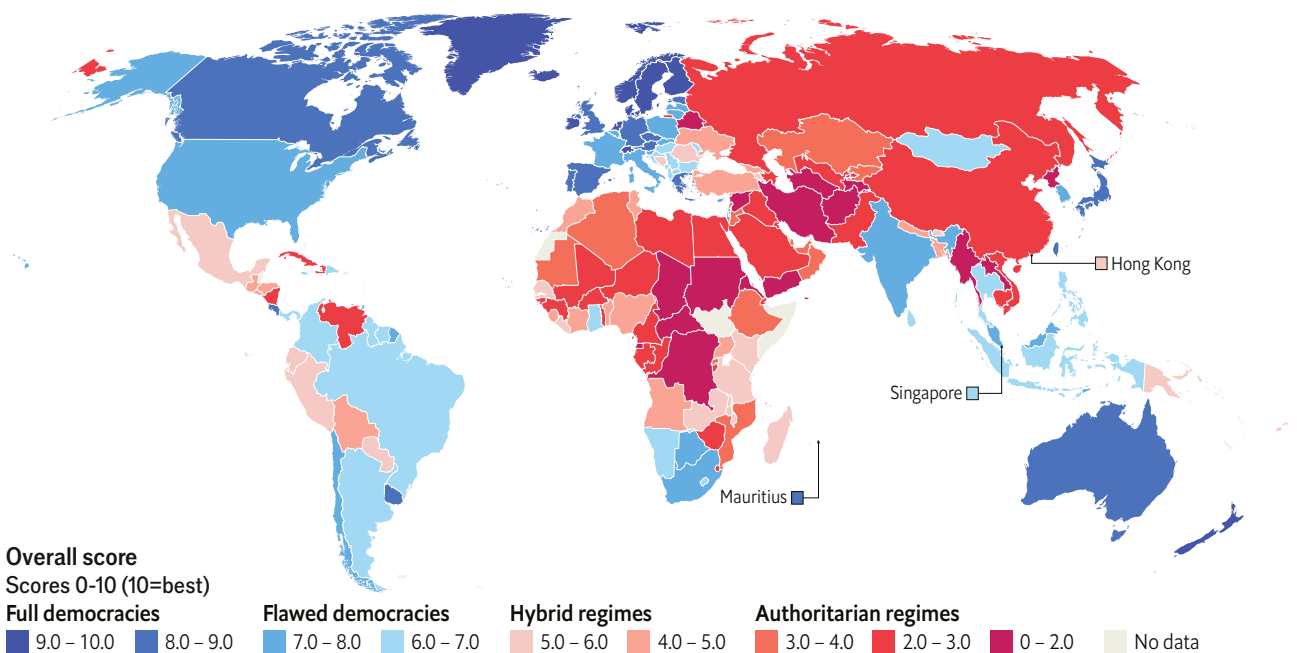 Hong Kong
Singapore
Mauritius
Overall score
Scores 0-10 (10=best)
Full democracies
9.0 – 10.0
8.0 – 9.0
Flawed democracies
7.0 – 8.0
6.0 – 7.0
Hybrid regimes
5.0 – 6.0
4.0 – 5.0
Authoritarian regimes
3.0 – 4.0
2.0 – 3.0
0 – 2.0
No data